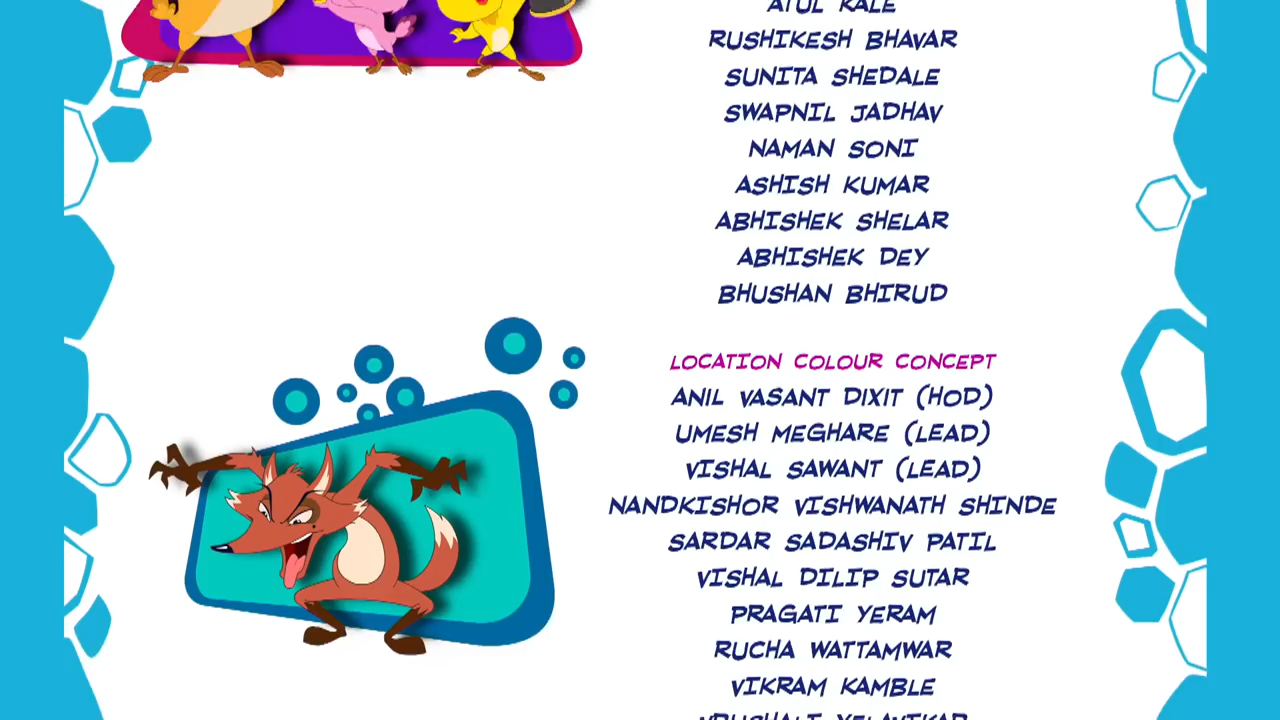 ATUL KALE
RUSHIKESH BHAVAR
SUNITA SHEDALE
SWAPNIL JADHAV
NAMAN SONI
ASHISH KUMAR
ABHISHEK SHELAR
ABHISHEK DEY
BHUSHAN BHIRUD
LOCATION COLOUR CONCEPT
ANIL VASANT DIXIT (HOD)
UMESH MEGHARE (LEAD)
VISHAL SAWANT (LEAD)
NANDKISHOR VISHWANATH SHINDE
SARDAR SADASHIV PATIL
VISHAL DILIP SUTAR
PRAGATI YERAM
RUCHA WATTAMWAR
VIKRAM KAMBLE